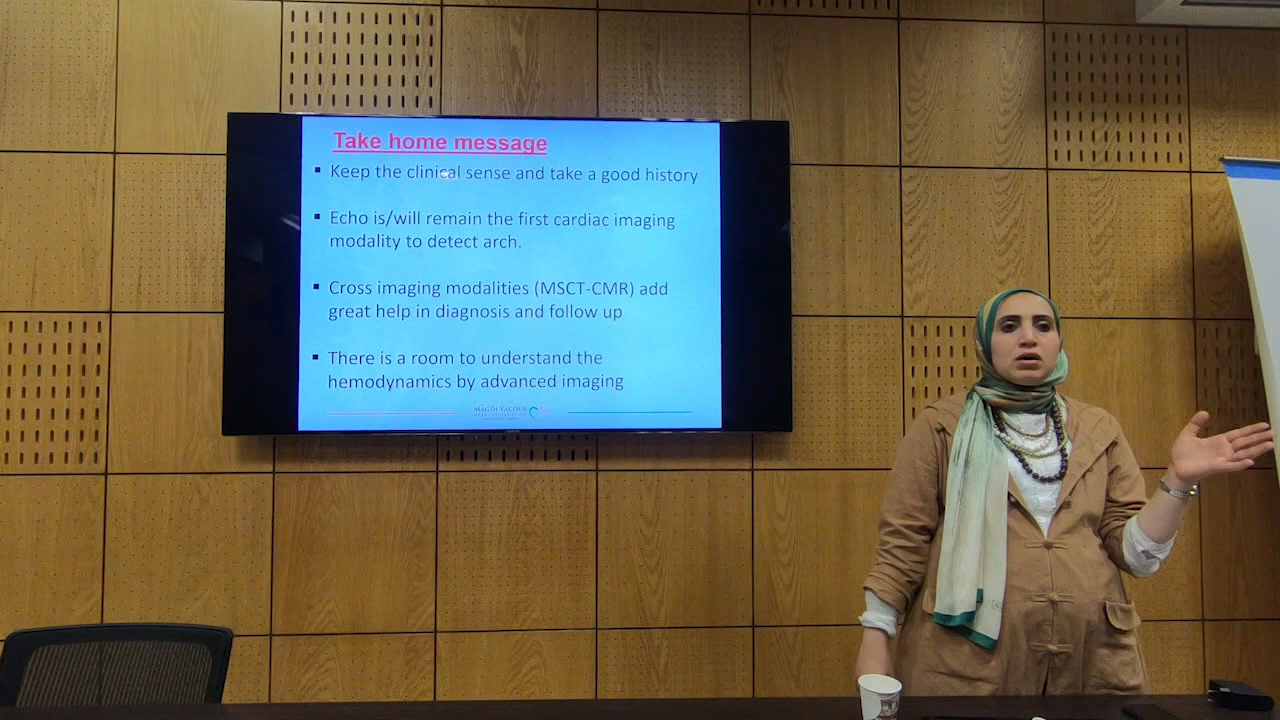 Take home message
▪ Keep the clinical sense and take a good history
▪ Echo is/will remain the first cardiac imaging
modality to detect arch.
▪ Cross imaging modalities (MSCT-CMR) add
great help in diagnosis and follow up
▪ There is a room to understand the
hemodynamics by advanced imaging
MAGDI YACOUB